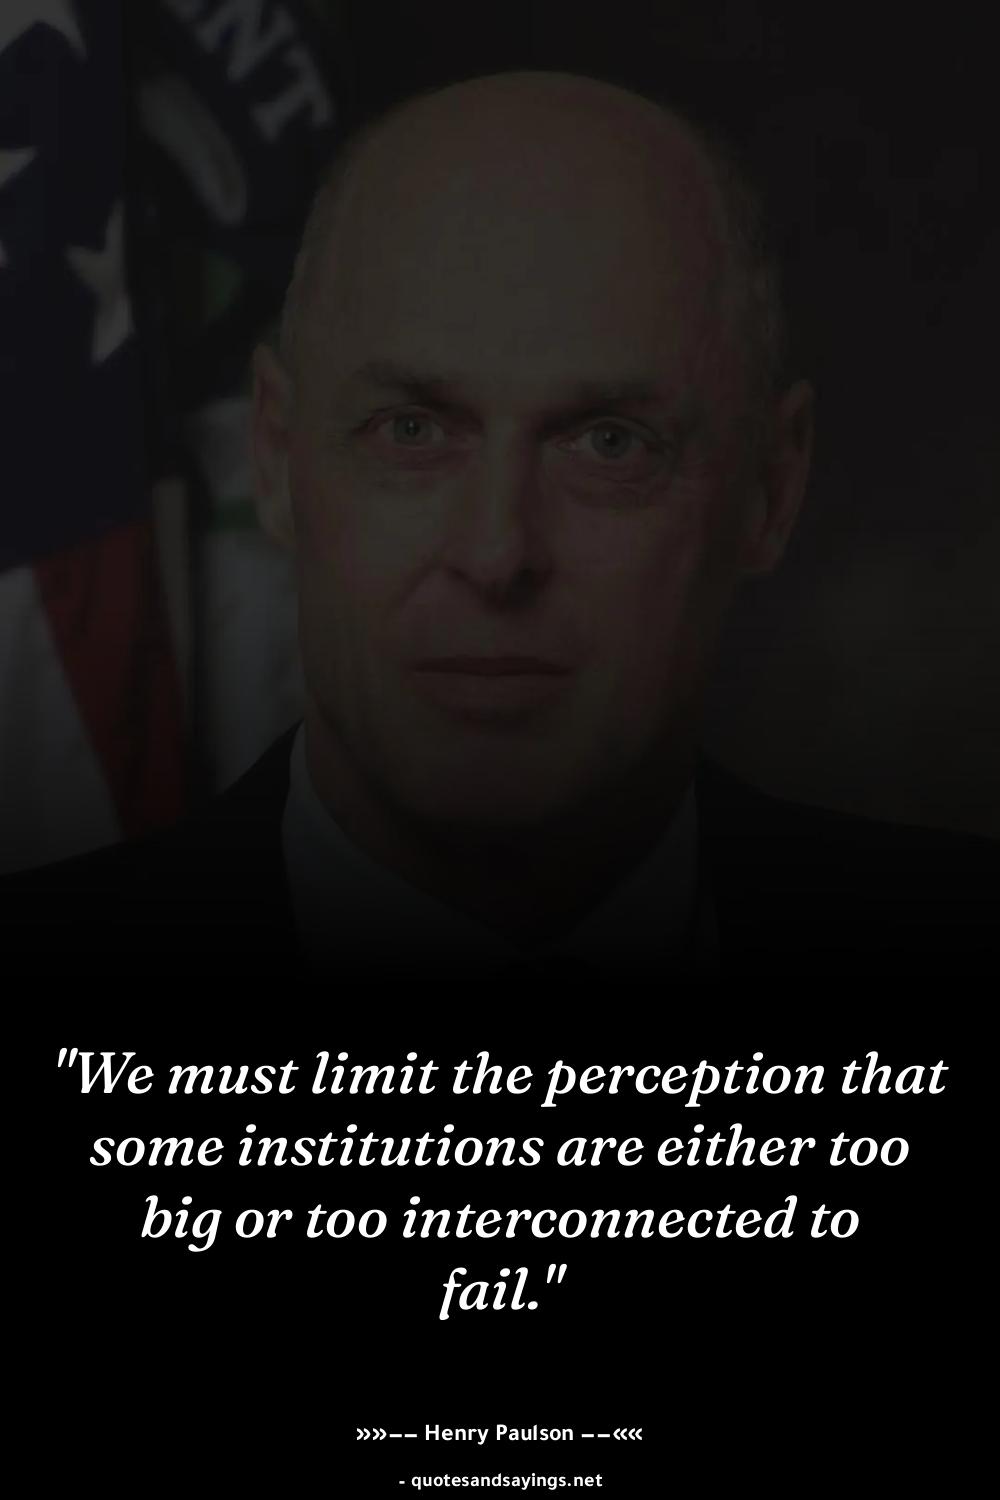 ENT
"We must limit the perception that
some institutions are either too
big or too interconnected to
fail."
»»–– Henry Paulson ––««
- quotesandsayings.net